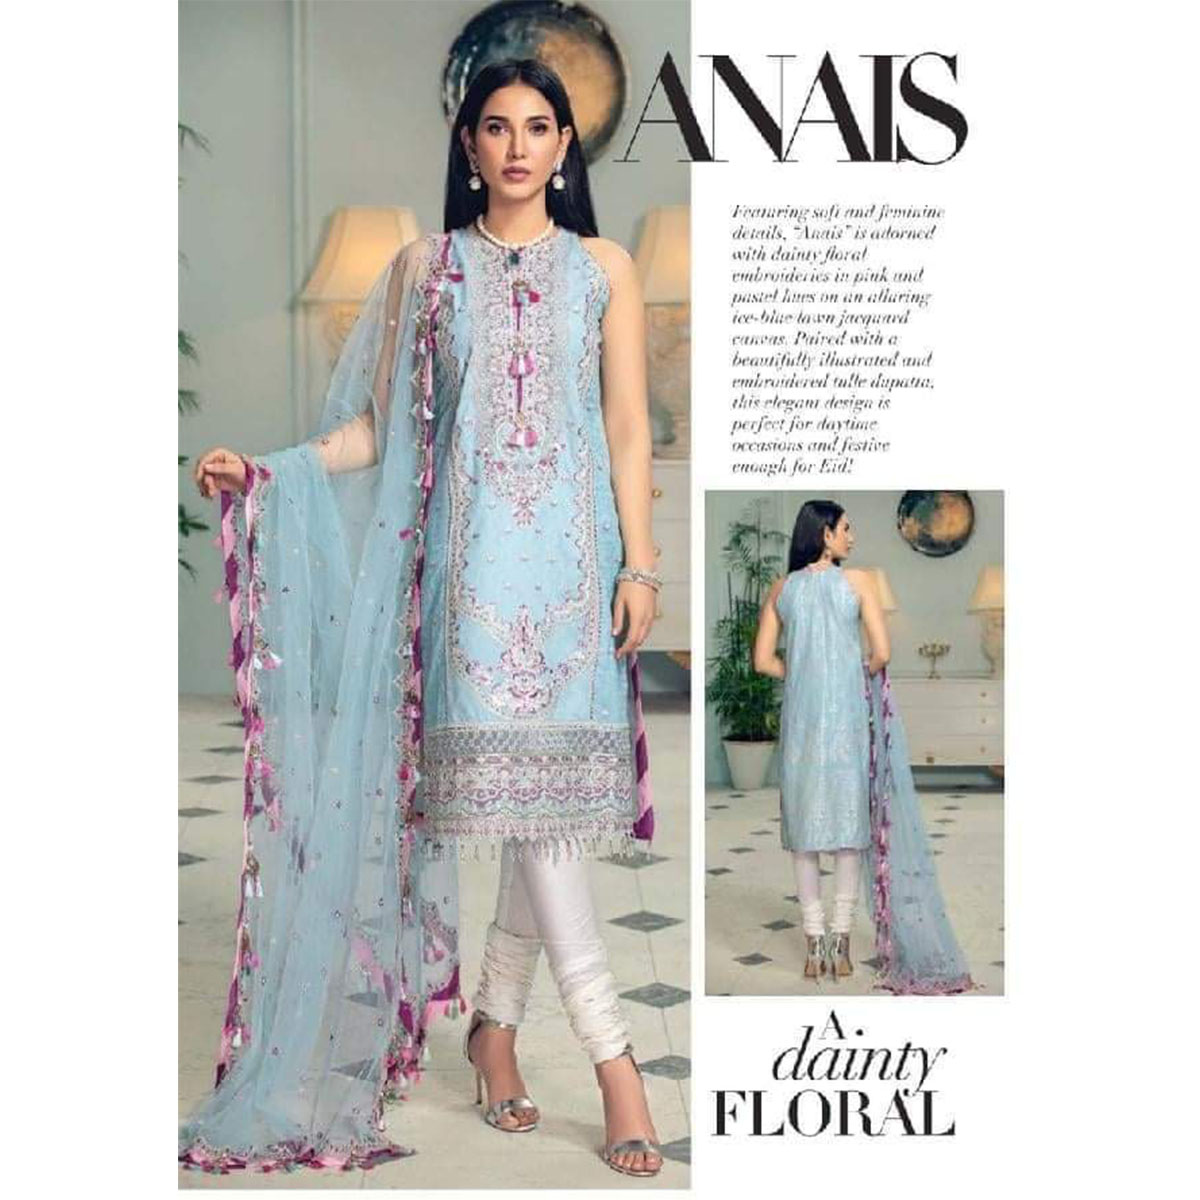 ANAIS
Featuring soft and feminine
details, "Anais" is adorned
with dainty floral
embroideries in pink and
pastel hues on an alluring
ice-blue lawn jacquard
canvas. Paired with a
beautifully illustrated and
embroidered tulle dupatta,
this elegant design is
perfect for daytime
occasions and festive
enough for Eid!
A
dainty
FLORAL